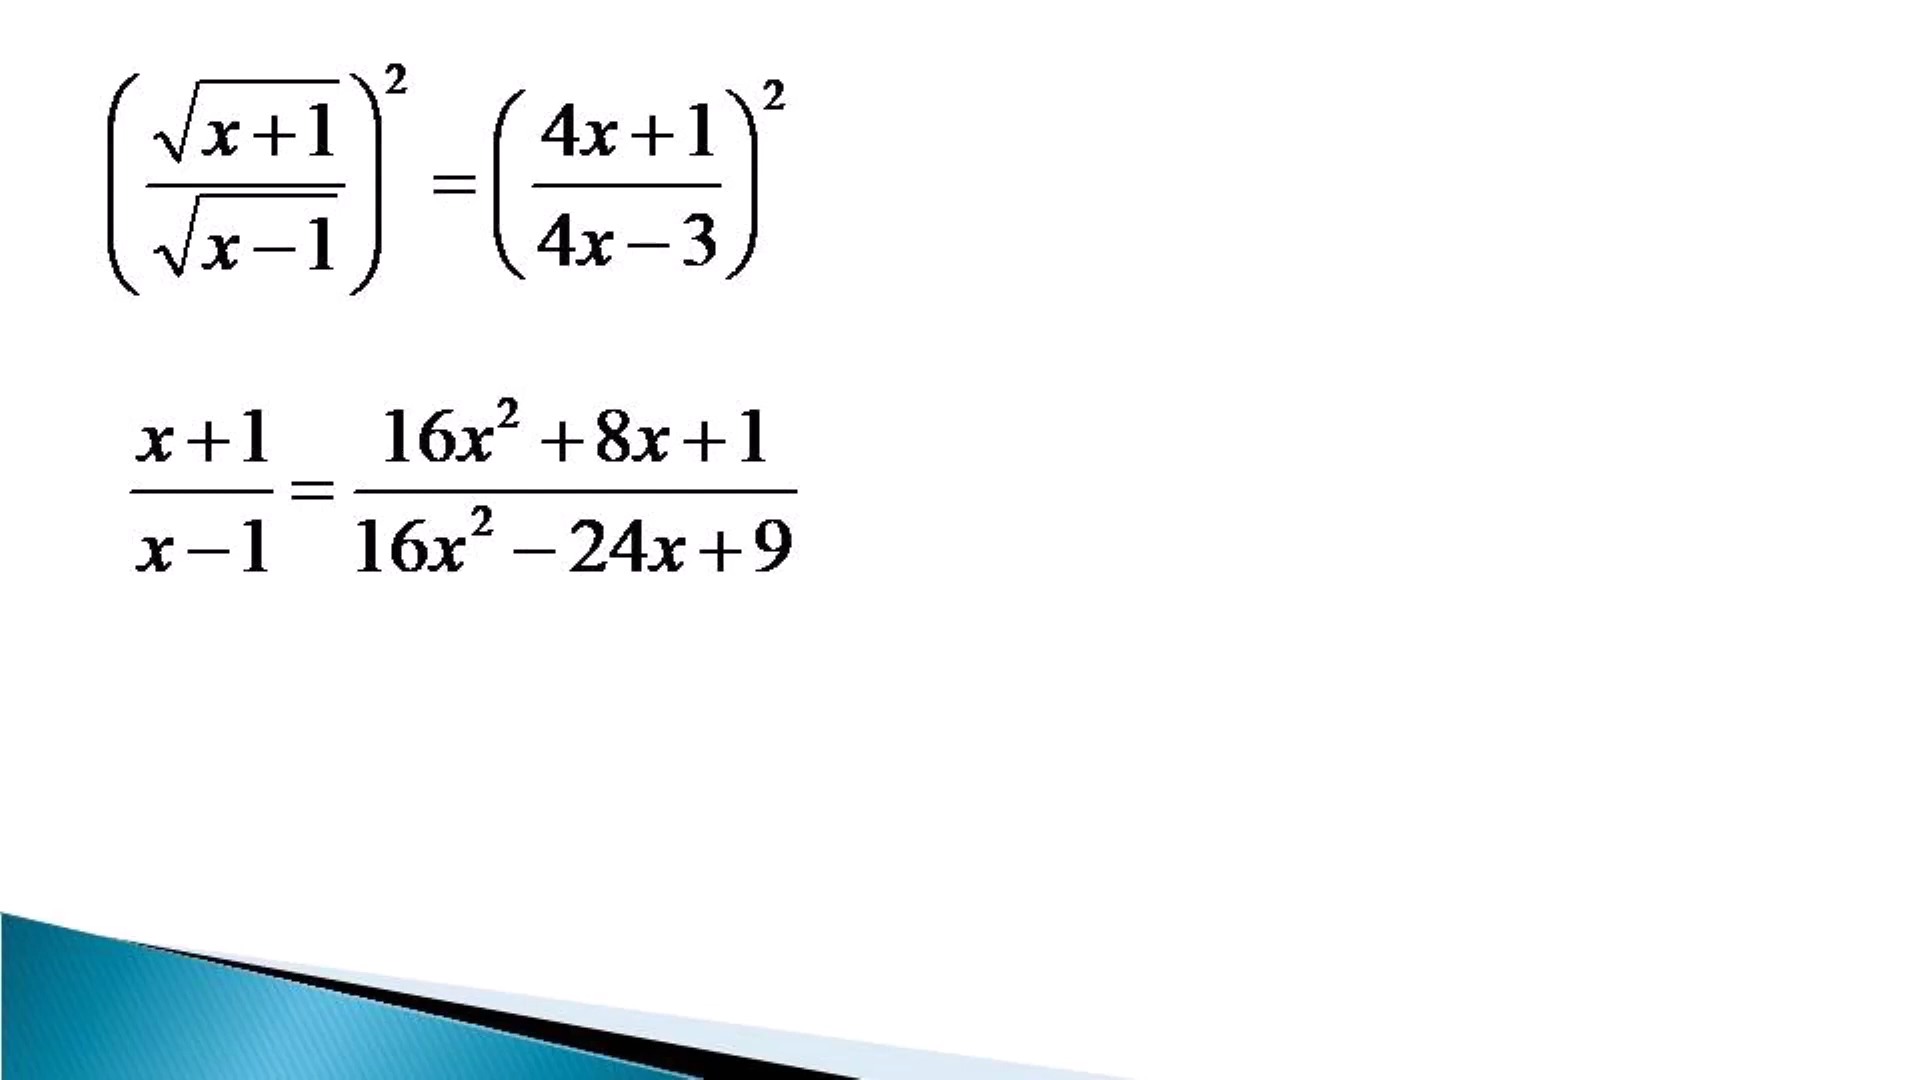 (√(x+1) / √(x−1))² = ((4x+1) / (4x−3))²
(x+1) / (x−1) = (16x² +8x+1) / (16x² −24x+9)